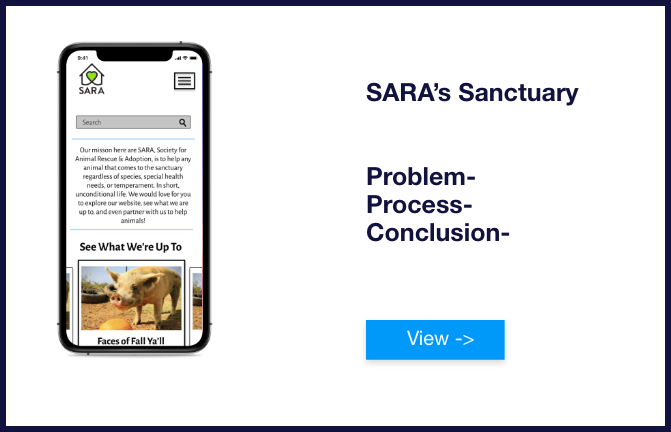 9:41
SARA
Search
Our misson here are SARA, Society for
Animal Rescue & Adoption, is to help any
animal that comes to the sanctuary
regardless of species, special health
needs, or temperament. In short,
unconditional life. We would love for you
to explore our website, see what we are
up to, and even partner with us to help
animals!
See What We're Up To
Faces of Fall Ya'll
SARA's Sanctuary
Problem-
Process-
Conclusion-
View ->